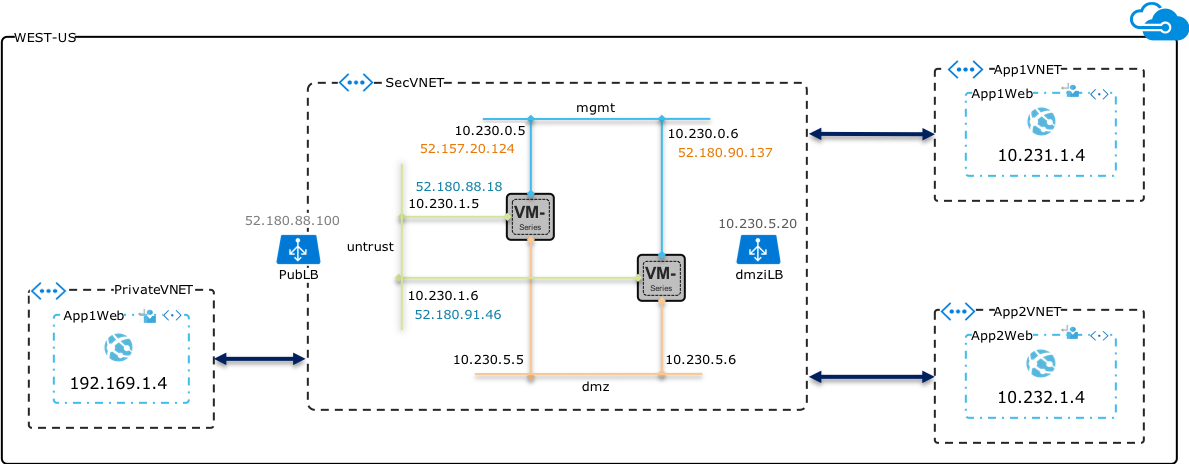 WEST-US
SecVNET
mgmt
10.230.0.5
52.157.20.124
10.230.0.6
52.180.90.137
52.180.88.18
10.230.1.5
VM-
Series
untrust
VM-
Series
10.230.1.6
52.180.91.46
10.230.5.5
10.230.5.6
dmz
52.180.88.100
PubLB
10.230.5.20
dmziLB
PrivateVNET
App1Web
192.169.1.4
App1VNET
App1Web
10.231.1.4
App2VNET
App2Web
10.232.1.4